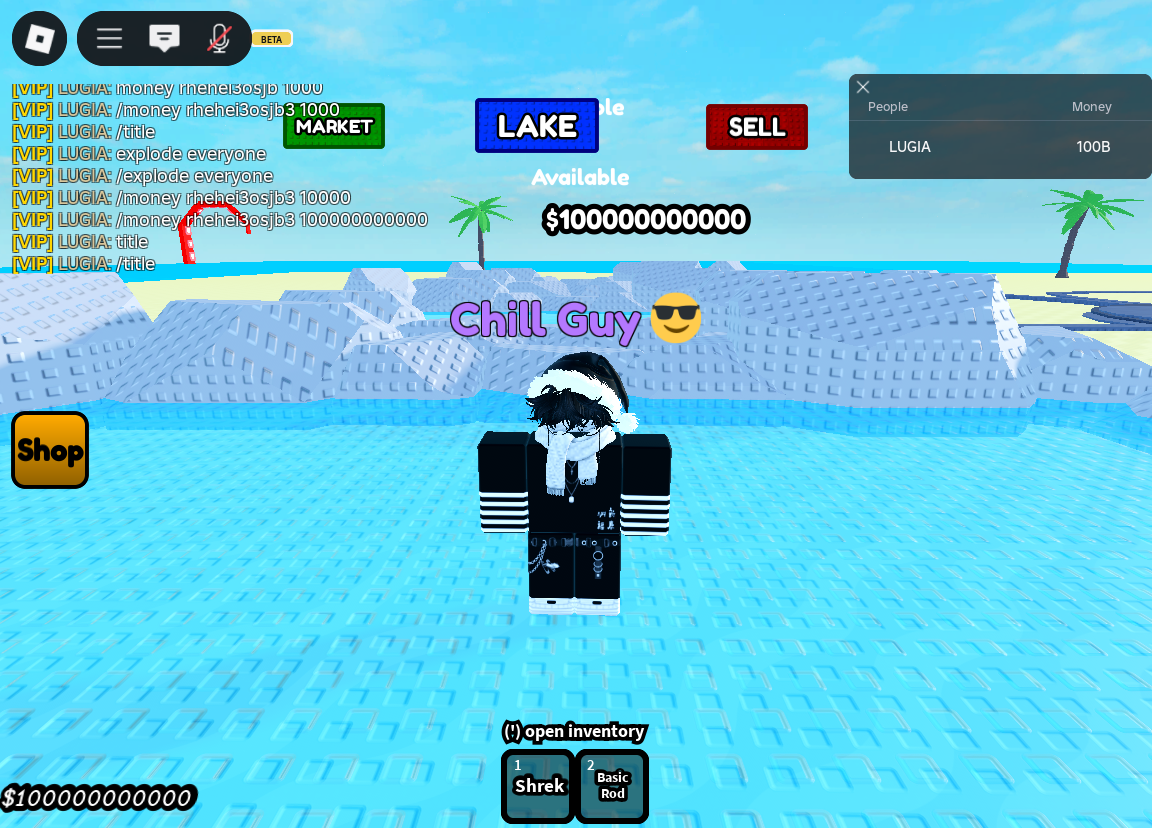 BETA
[VIP] LUGIA: money rhehei3osjb 1000
[VIP] LUGIA: /money rhehei3osjb3 1000
[VIP] LUGIA: /title
[VIP] LUGIA: explode everyone
[VIP] LUGIA: /explode everyone
[VIP] LUGIA: /money rhehei3osjb3 10000
[VIP] LUGIA: /money rhehei3osjb3 100000000000
[VIP] LUGIA: title
[VIP] LUGIA: /title
MARKET
LAKE
SELL
People Money
LUGIA 100B
Available
$100000000000
Chill Guy 😎
Shop
(') open inventory
1
Shrek
2
Basic
Rod
$100000000000